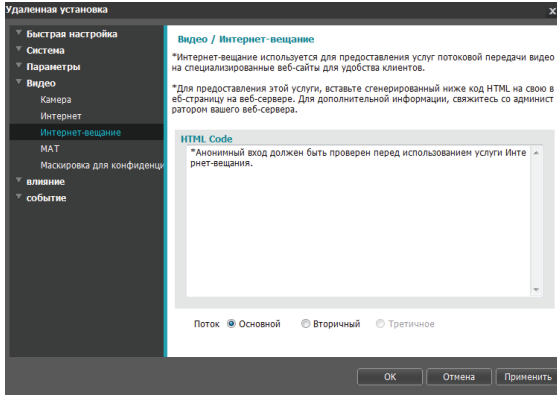 Удаленная установка
x
Быстрая настройка
Система
Параметры
Видео
Камера
Интернет
Интернет-вещание
MAT
Маскировка для конфиденци
влияние
событие
Видео / Интернет-вещание
*Интернет-вещание используется для предоставления услуг потоковой передачи видео
на специализированные веб-сайты для удобства клиентов.
*Для предоставления этой услуги, вставьте сгенерированный ниже код HTML на свою в
еб-страницу на веб-сервере. Для дополнительной информации, свяжитесь со админист
ратором вашего веб-сервера.
HTML Code
*Анонимный вход должен быть проверен перед использованием услуги Инте
рнет-вещания.
Поток Основной Вторичный Третичное
OK Отмена Применить